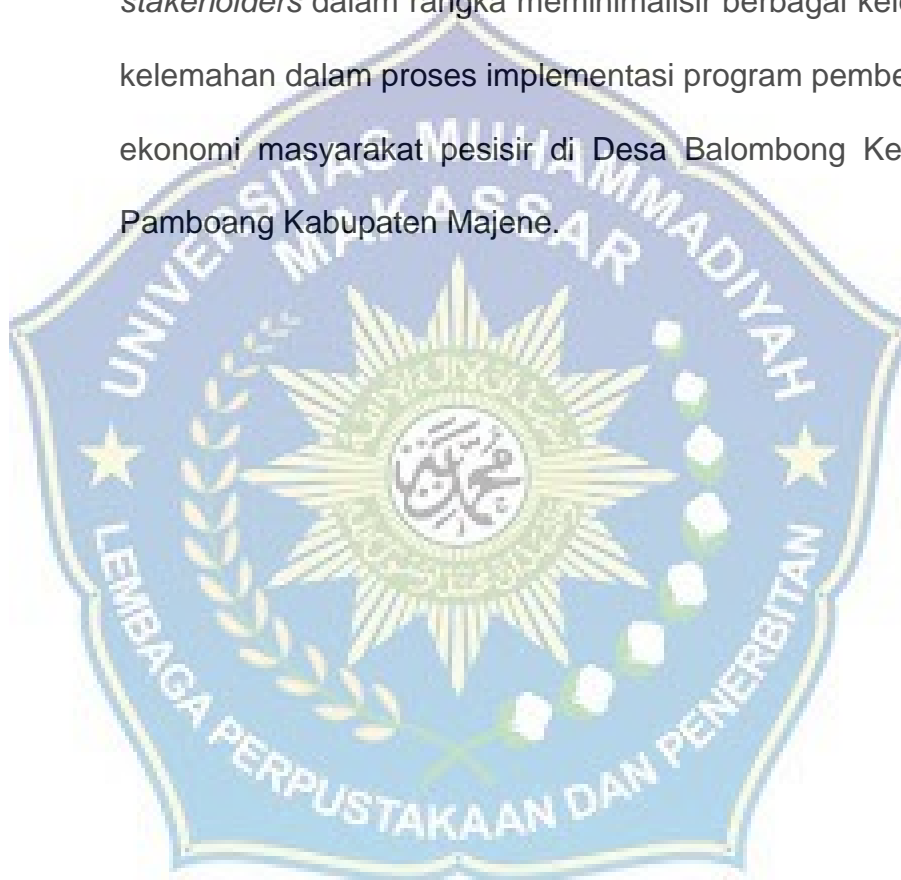 stakeholders dalam rangka meminimalisir berbagai kel
kelemahan dalam proses implementasi program pembe
ekonomi masyarakat pesisir di Desa Balombong Ke
Pamboang Kabupaten Majene.
UNIVERSITAS MUHAMMADIYAH
MAKASSAR
LEMBAGA PERPUSTAKAAN DAN PENERBITAN